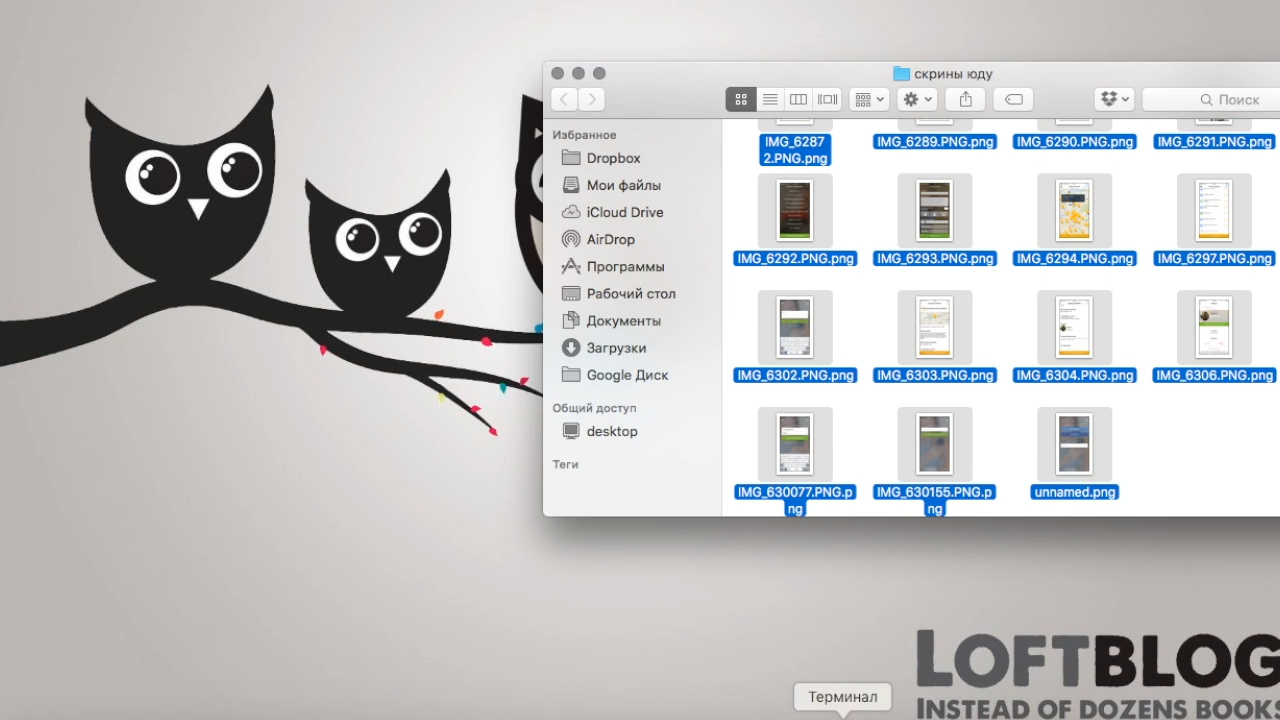 скрины юду
Поиск
Избранное
Dropbox
Мои файлы
iCloud Drive
AirDrop
Программы
Рабочий стол
Документы
Загрузки
Google Диск
Общий доступ
desktop
Теги
IMG_6287
2.PNG.png
IMG_6289.PNG.png
IMG_6290.PNG.png
IMG_6291.PNG.png
IMG_6292.PNG.png
IMG_6293.PNG.png
IMG_6294.PNG.png
IMG_6297.PNG.png
IMG_6302.PNG.png
IMG_6303.PNG.png
IMG_6304.PNG.png
IMG_6306.PNG.png
IMG_630077.PNG.p
ng
IMG_630155.PNG.p
ng
unnamed.png
LOFTBLOG
INSTEAD OF DOZENS BOOKS
Терминал